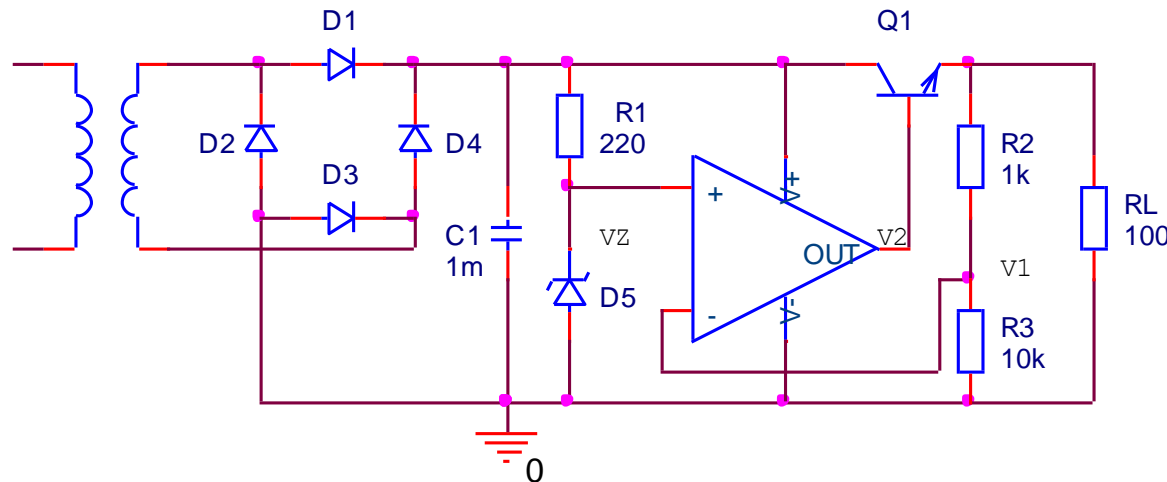 D1
Q1
R1
220
D2
D4
R2
1k
D3
+
V+
RL
100
C1
1m
VZ
OUT
V2
V1
D5
-
V-
R3
10k
0